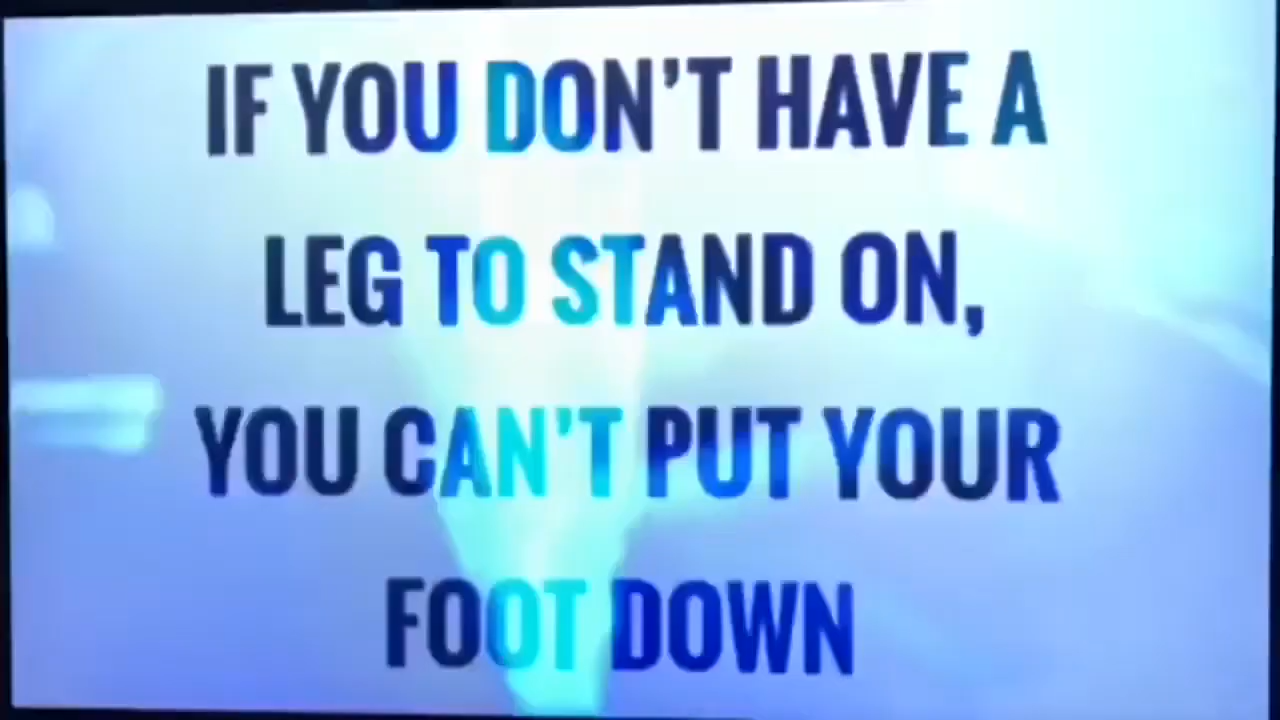 IF YOU DON'T HAVE A
LEG TO STAND ON,
YOU CAN'T PUT YOUR
FOOT DOWN